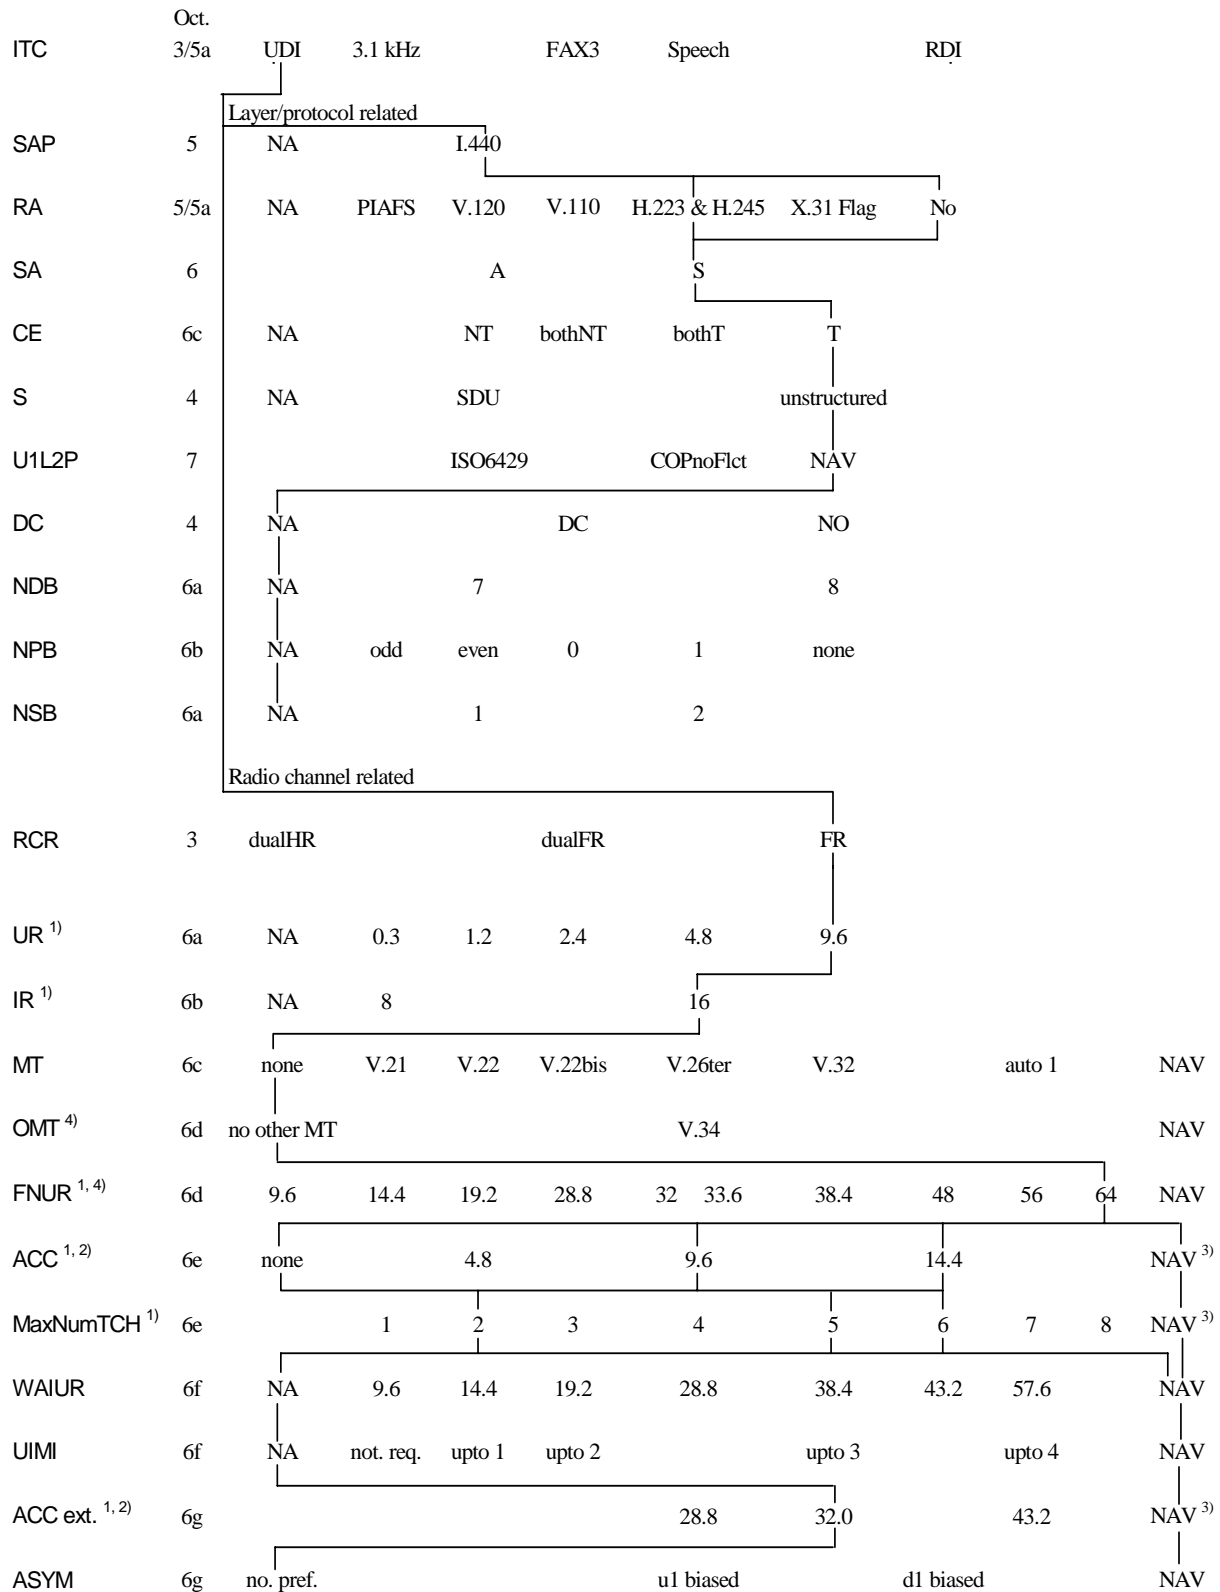 Oct.
ITC 3/5a UDI 3.1 kHz FAX3 Speech RDI
Layer/protocol related
SAP 5 NA I.440
RA 5/5a NA PIAFS V.120 V.110 H.223 & H.245 X.31 Flag No
SA 6 A S
CE 6c NA NT bothNT bothT T
S 4 NA SDU unstructured
U1L2P 7 ISO6429 COPnoFlct NAV
DC 4 NA DC NO
NDB 6a NA 7 8
NPB 6b NA odd even 0 1 none
NSB 6a NA 1 2
Radio channel related
RCR 3 dualHR dualFR FR
UR 1) 6a NA 0.3 1.2 2.4 4.8 9.6
IR 1) 6b NA 8 16
MT 6c none V.21 V.22 V.22bis V.26ter V.32 auto 1 NAV
OMT 4) 6d no other MT V.34 NAV
FNUR 1, 4) 6d 9.6 14.4 19.2 28.8 32 33.6 38.4 48 56 64 NAV
ACC 1, 2) 6e none 4.8 9.6 14.4 NAV 3)
MaxNumTCH 1) 6e 1 2 3 4 5 6 7 8 NAV 3)
WAIUR 6f NA 9.6 14.4 19.2 28.8 38.4 43.2 57.6 NAV
UIMI 6f NA not. req. upto 1 upto 2 upto 3 upto 4 NAV
ACC ext. 1, 2) 6g 28.8 32.0 43.2 NAV 3)
ASYM 6g no. pref. u1 biased d1 biased NAV